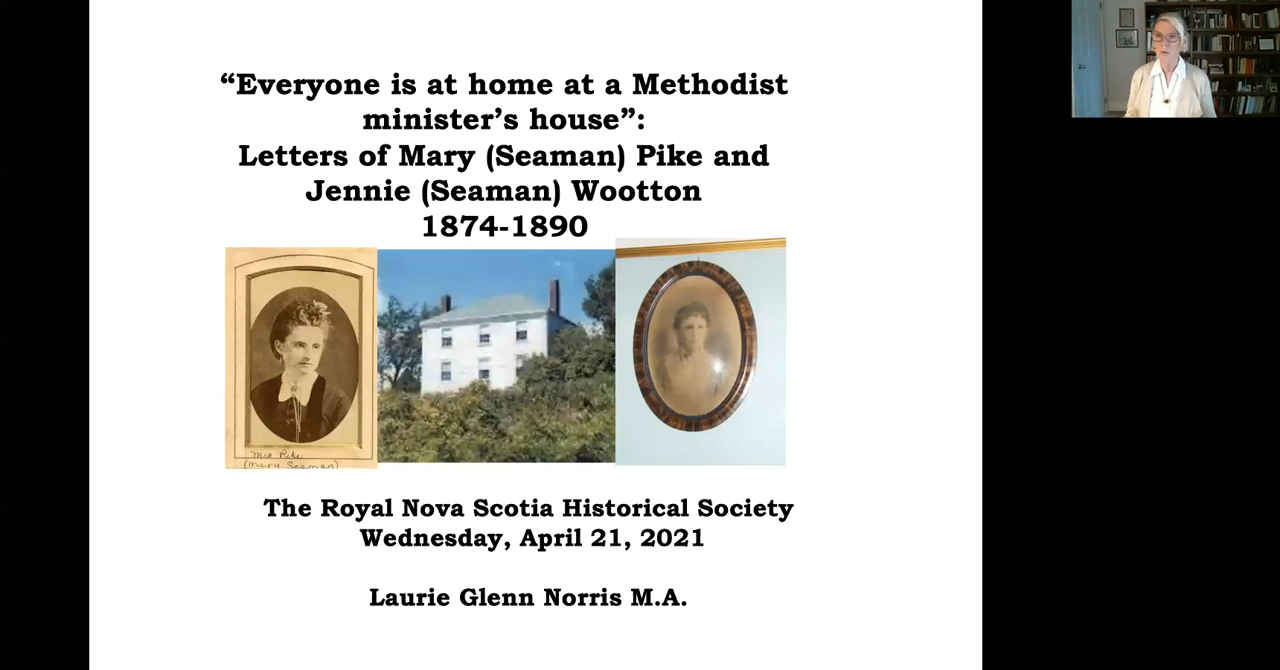 “Everyone is at home at a Methodist
minister’s house”:
Letters of Mary (Seaman) Pike and
Jennie (Seaman) Wootton
1874-1890
Mrs Pike
(Mary Seaman)
The Royal Nova Scotia Historical Society
Wednesday, April 21, 2021
Laurie Glenn Norris M.A.